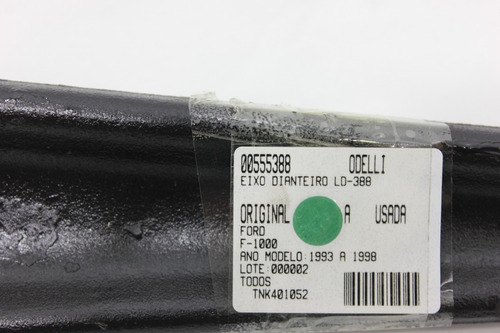 00555388 ODELLI
EIXO DIANTEIRO LD-388
ORIGINAL A USADA
FORD
F-1000
ANO MODELO:1993 A 1998
LOTE:000002
TODOS
TNK401052